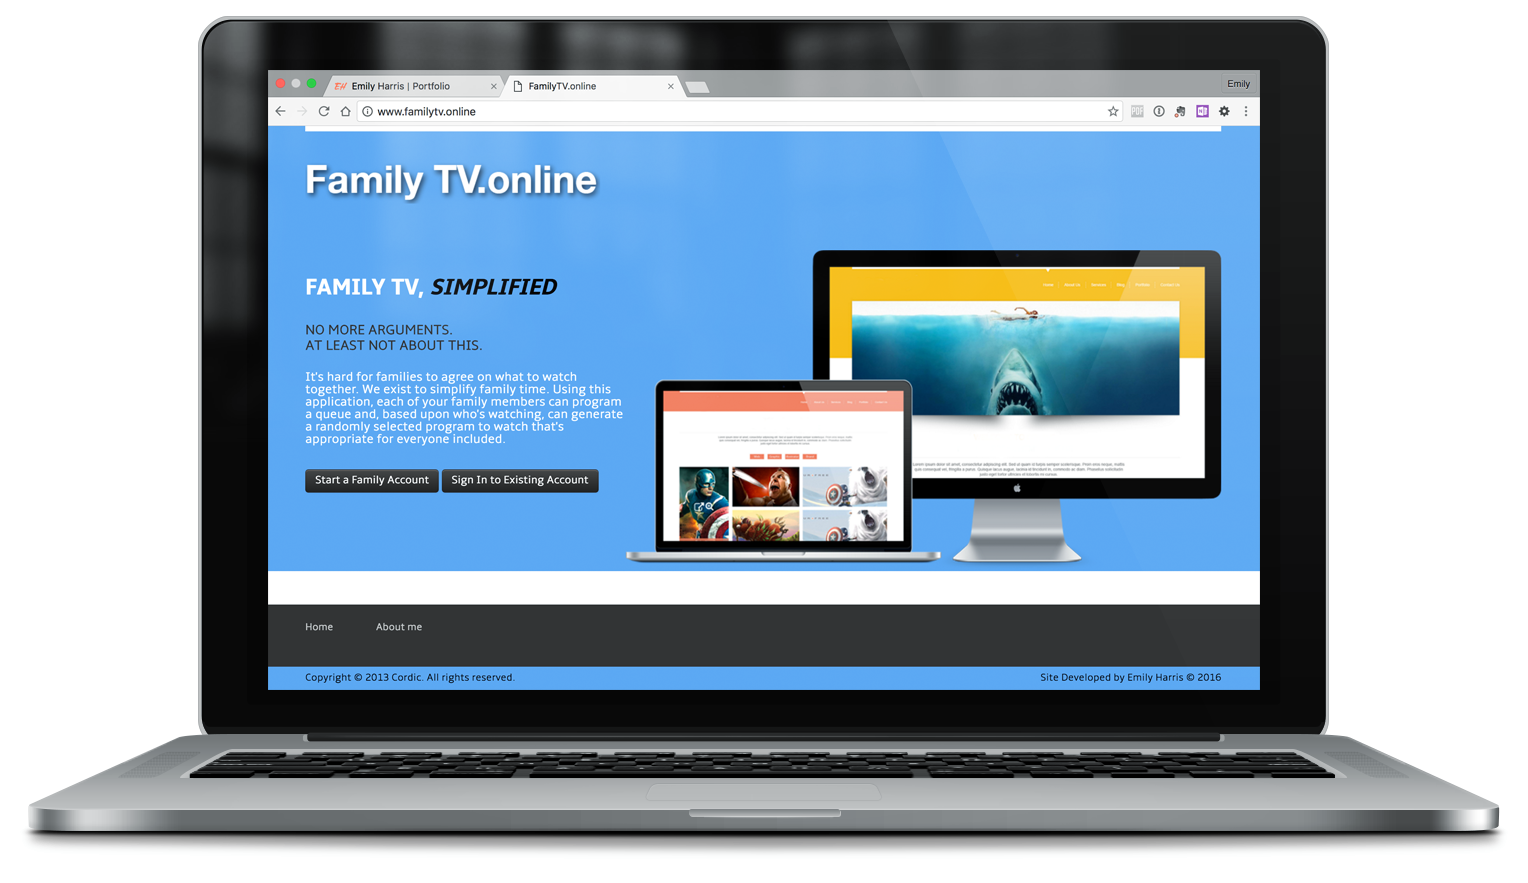 EH Emily Harris | Portfolio
FamilyTV.online
Emily
www.familytv.online
Family TV.online
FAMILY TV, SIMPLIFIED
NO MORE ARGUMENTS.
AT LEAST NOT ABOUT THIS.
It's hard for families to agree on what to watch
together. We exist to simplify family time. Using this
application, each of your family members can program
a queue and, based upon who's watching, can generate
a randomly selected program to watch that's
appropriate for everyone included.
Start a Family Account
Sign In to Existing Account
Home
About me
Copyright © 2013 Cordic. All rights reserved.
Site Developed by Emily Harris © 2016